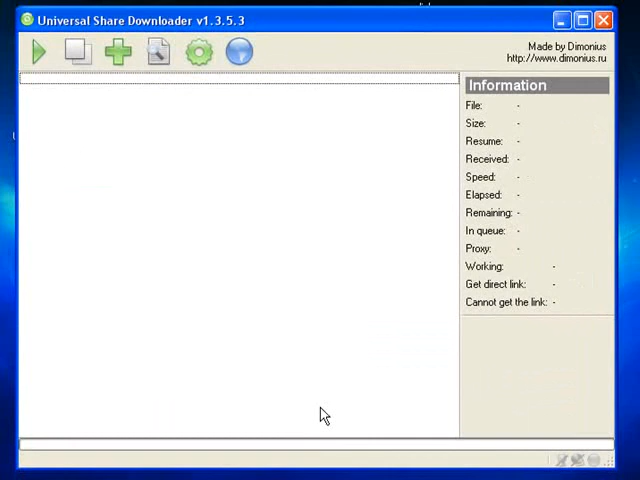 Universal Share Downloader v1.3.5.3
Made by Dimonius
http://www.dimonius.ru
Information
File: -
Size: -
Resume: -
Received: -
Speed: -
Elapsed: -
Remaining: -
In queue: -
Proxy: -
Working: -
Get direct link: -
Cannot get the link: -